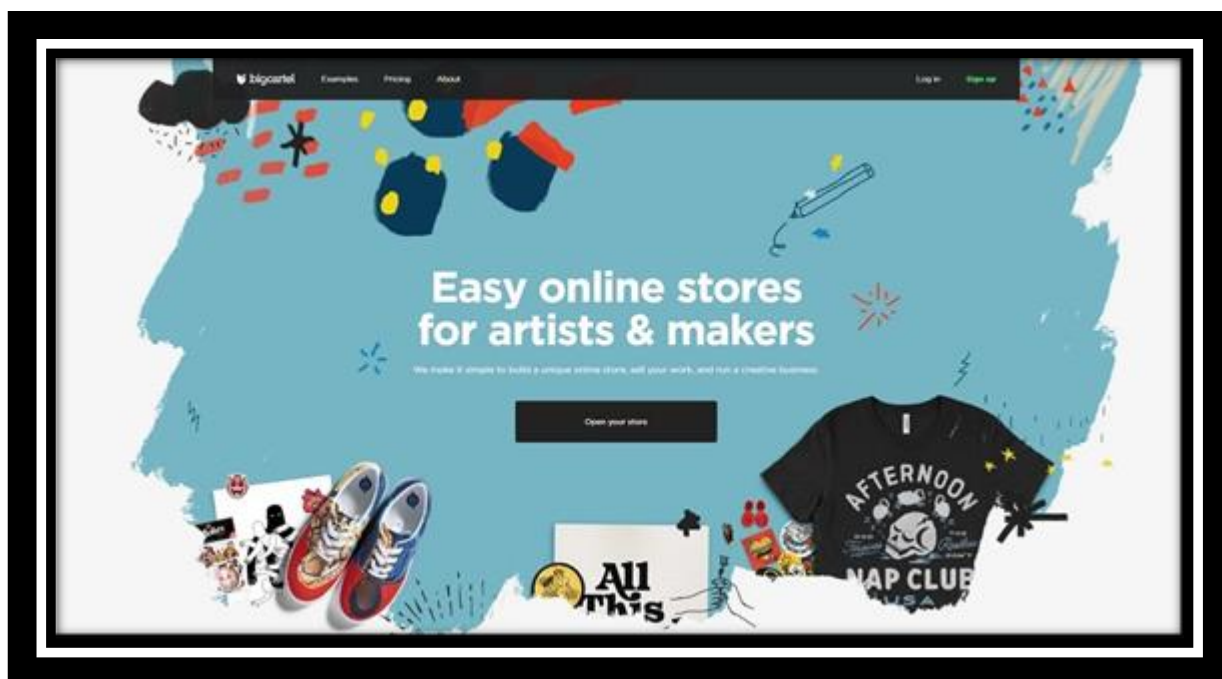 bigcartel Examples Pricing About Log in Sign up
Easy online stores
for artists & makers
We make it simple to build a unique online store, sell your work, and run a creative business
Open your store
All
This
AFTERNOON
NAP CLUB
USA